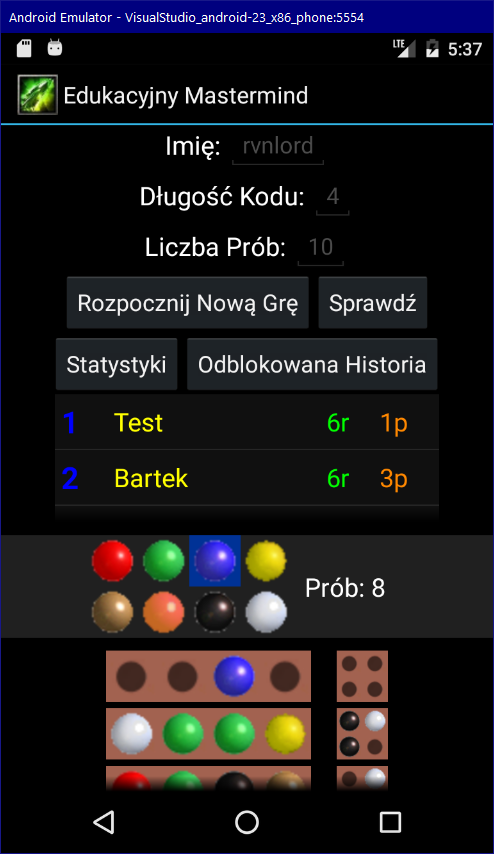 Android Emulator - VisualStudio_android-23_x86_phone:5554
LTE 5:37
Edukacyjny Mastermind
Imię: rvnlord
Długość Kodu: 4
Liczba Prób: 10
Rozpocznij Nową Grę Sprawdź
Statystyki Odblokowana Historia
1 Test 6r 1p
2 Bartek 6r 3p
Prób: 8